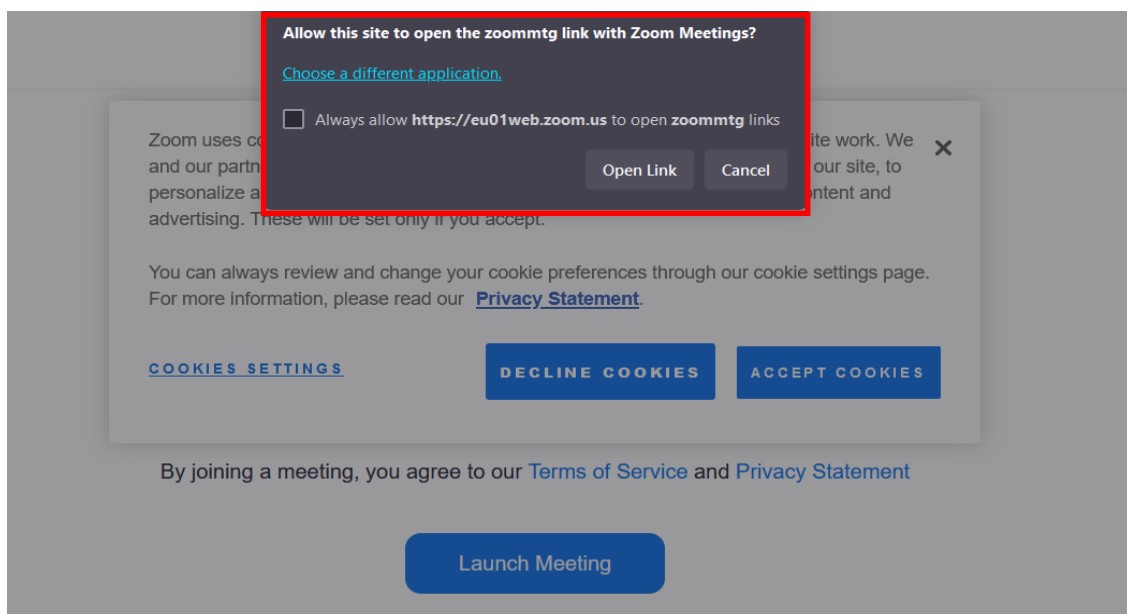 Allow this site to open the zoommtg link with Zoom Meetings?
Choose a different application.
Always allow https://eu01web.zoom.us to open zoommtg links
Open Link Cancel
Zoom uses ite work. We
and our our site, to
personalize ntent and
advertising. These will be set only if you accept.
You can always review and change your cookie preferences through our cookie settings page.
For more information, please read our Privacy Statement.
COOKIES SETTINGS DECLINE COOKIES ACCEPT COOKIES
By joining a meeting, you agree to our Terms of Service and Privacy Statement
Launch Meeting